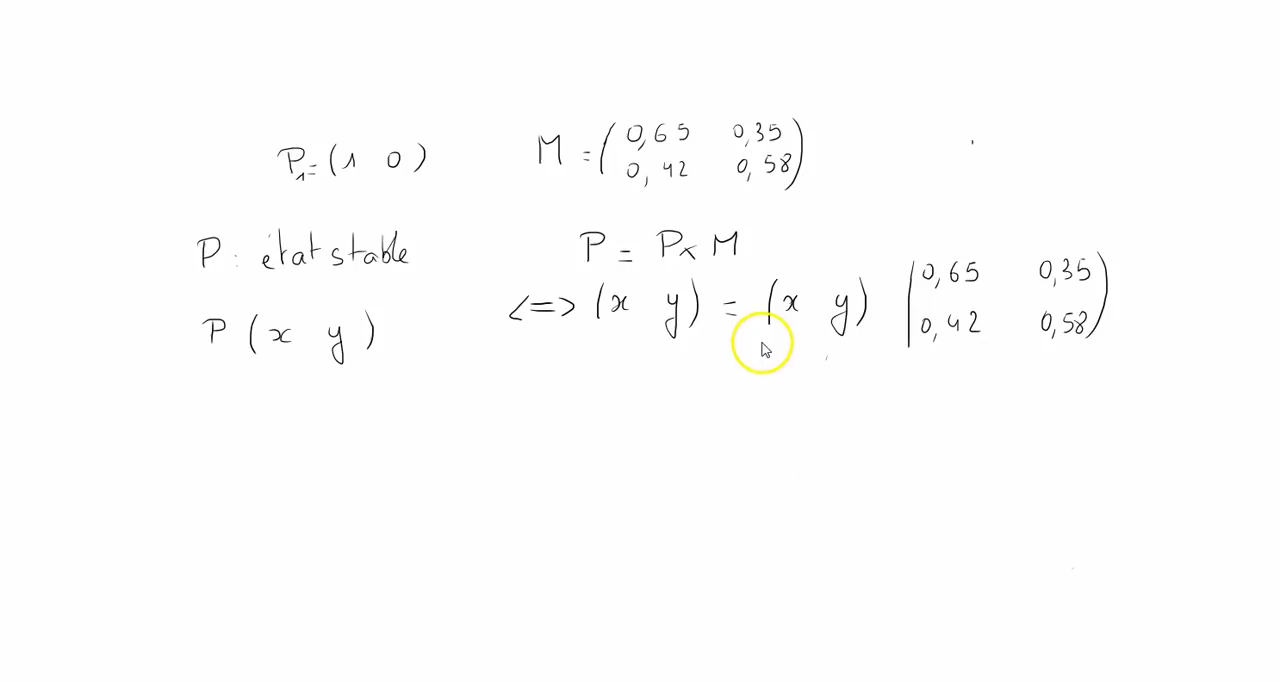 P₁=(1 0) M=(0,65 0,35
0,42 0,58)
P : état stable P = P× M
P (x y) <=> (x y) = (x y) (0,65 0,35
0,42 0,58)